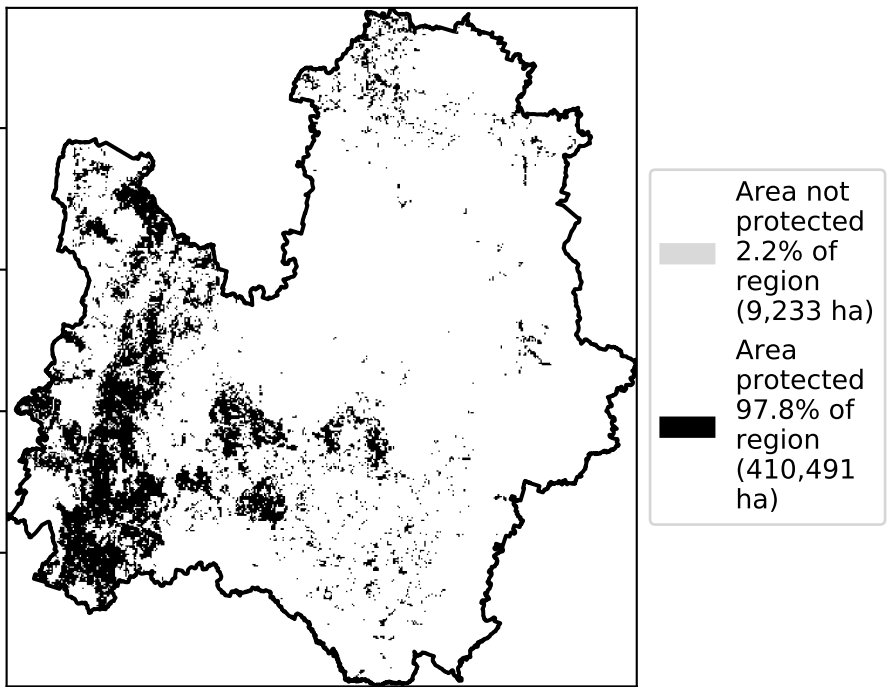 Area not
protected
2.2% of
region
(9,233 ha)
Area
protected
97.8% of
region
(410,491
ha)